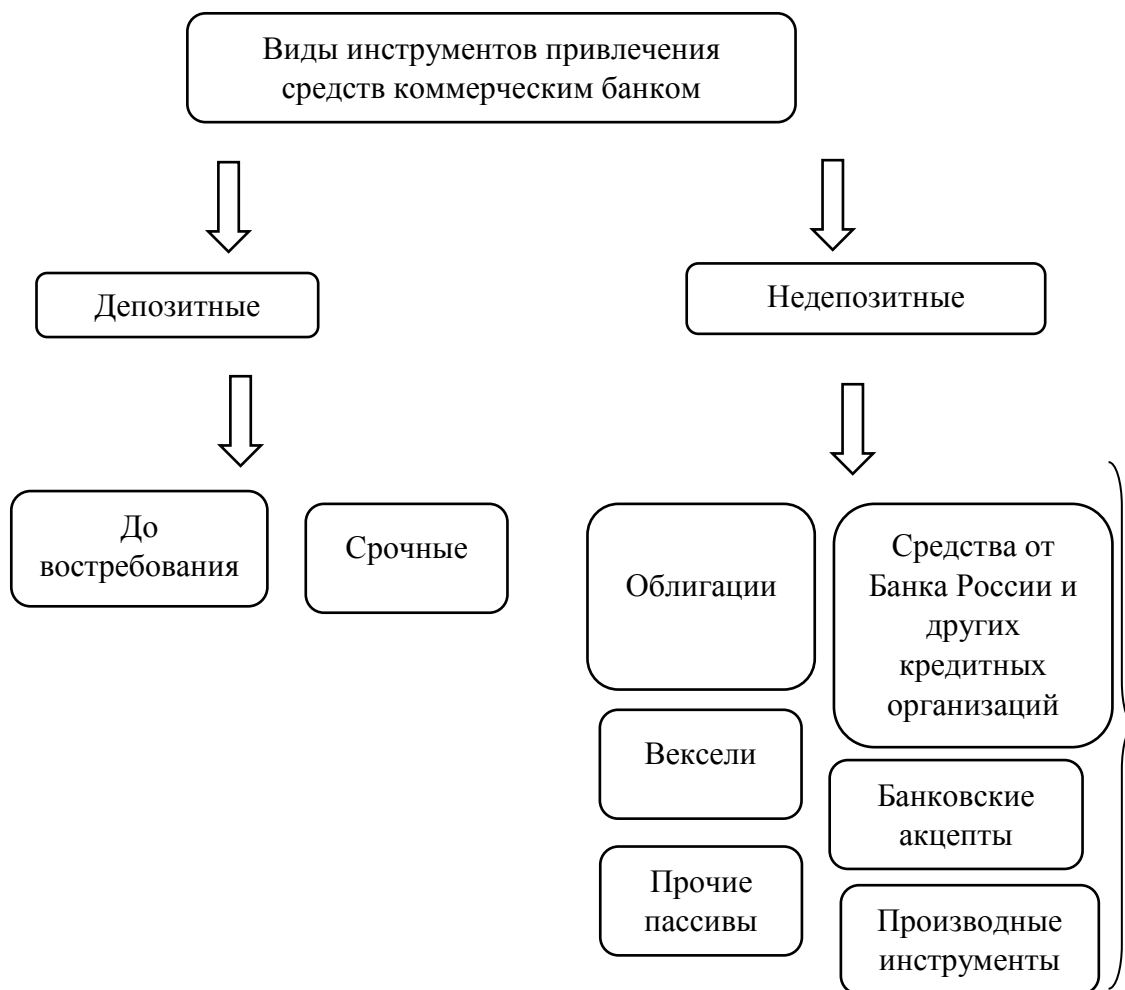 Виды инструментов привлечения
средств коммерческим банком
Депозитные
Недепозитные
До
востребования
Срочные
Облигации
Средства от
Банка России и
других
кредитных
организаций
Вексели
Банковские
акцепты
Прочие
пассивы
Производные
инструменты